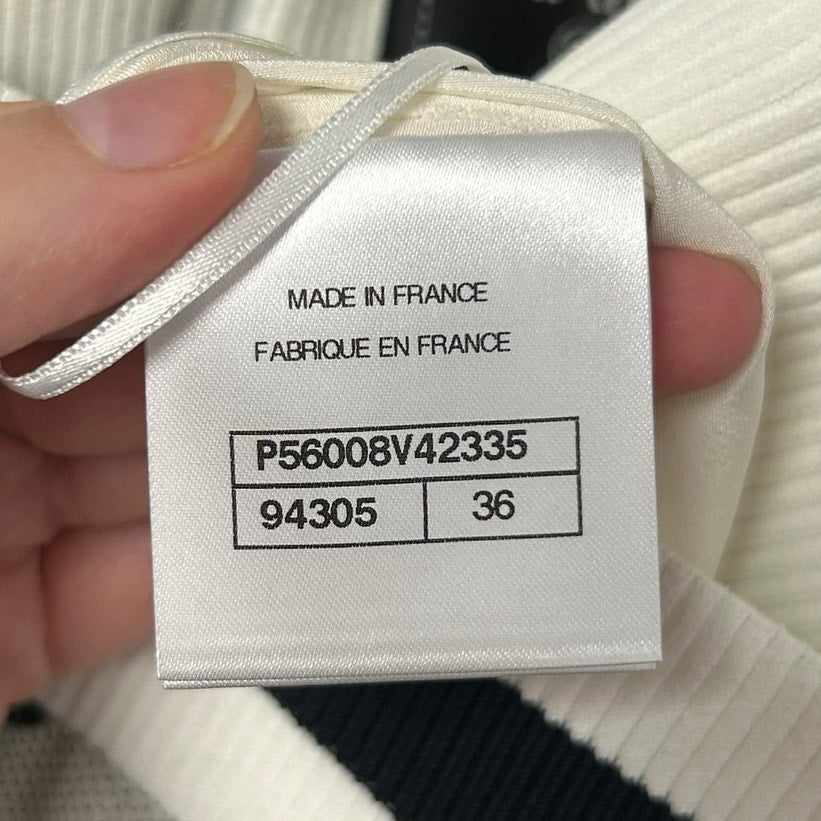 MADE IN FRANCE
FABRIQUE EN FRANCE
P56008V42335
94305 36